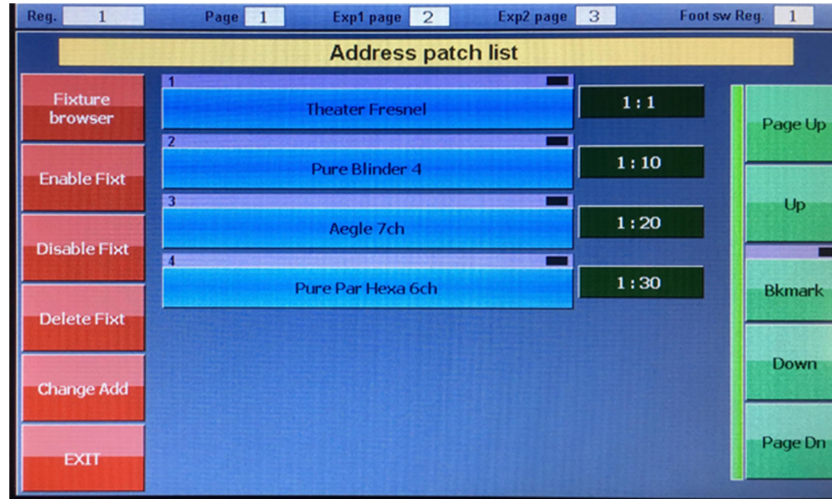 Reg. 1 Page 1 Exp1 page 2 Exp2 page 3 Foot sw Reg. 1
Address patch list
Fixture browser
Enable Fixt
Disable Fixt
Delete Fixt
Change Add
EXIT
1
Theater Fresnel 1:1
2
Pure Blinder 4 1:10
3
Aegle 7ch 1:20
4
Pure Par Hexa 6ch 1:30
Page Up
Up
Bkmark
Down
Page Dn